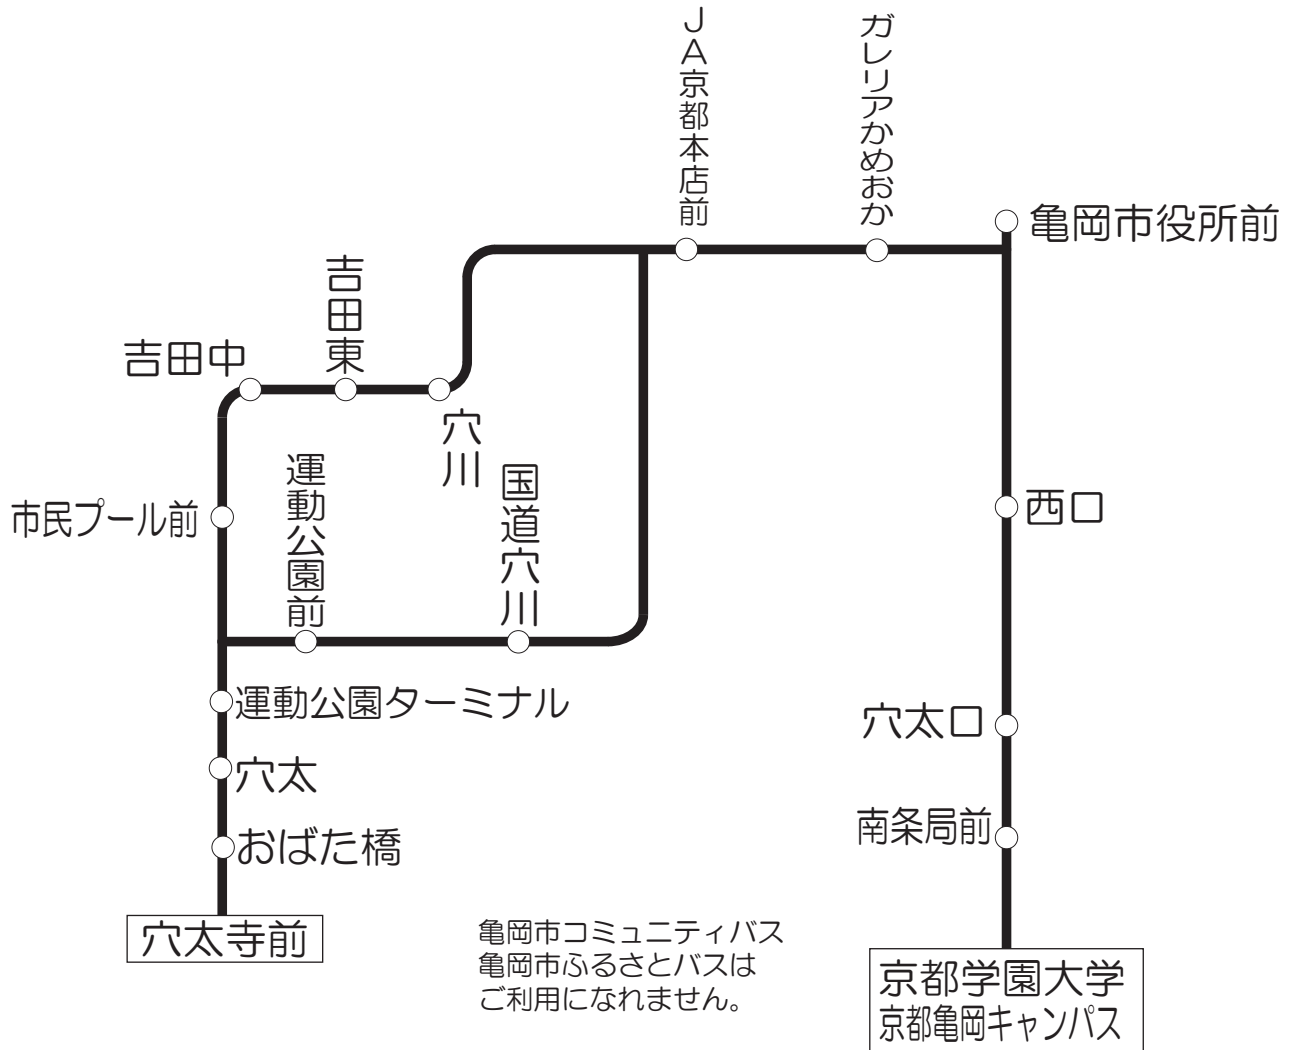 JA京都本店前
ガレリアかめおか
亀岡市役所前
吉田東
吉田中
穴川
運動公園前
国道穴川
市民プール前
西口
運動公園ターミナル
穴太口
穴太
南条局前
おばた橋
穴太寺前
亀岡市コミュニティバス
亀岡市ふるさとバスは
ご利用になれません。
京都学園大学
京都亀岡キャンパス